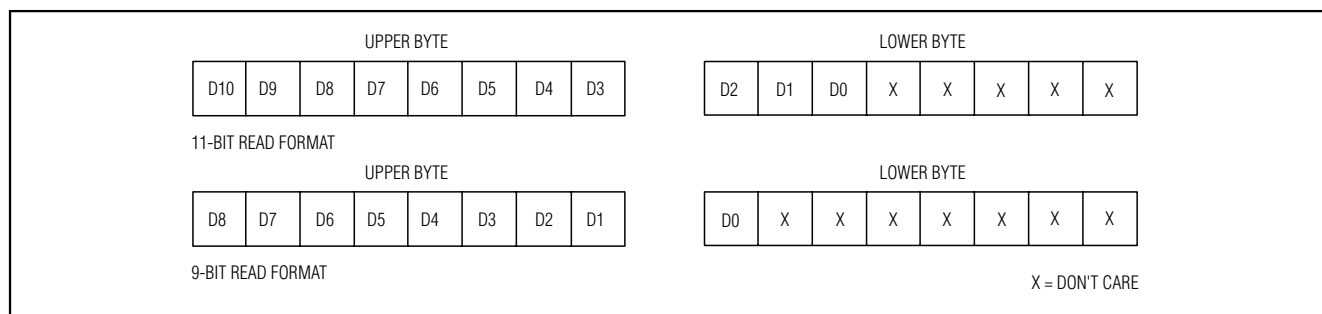 UPPER BYTE LOWER BYTE
D10 D9 D8 D7 D6 D5 D4 D3 D2 D1 D0 X X X X X
11-BIT READ FORMAT
UPPER BYTE LOWER BYTE
D8 D7 D6 D5 D4 D3 D2 D1 D0 X X X X X X X
9-BIT READ FORMAT X = DON'T CARE